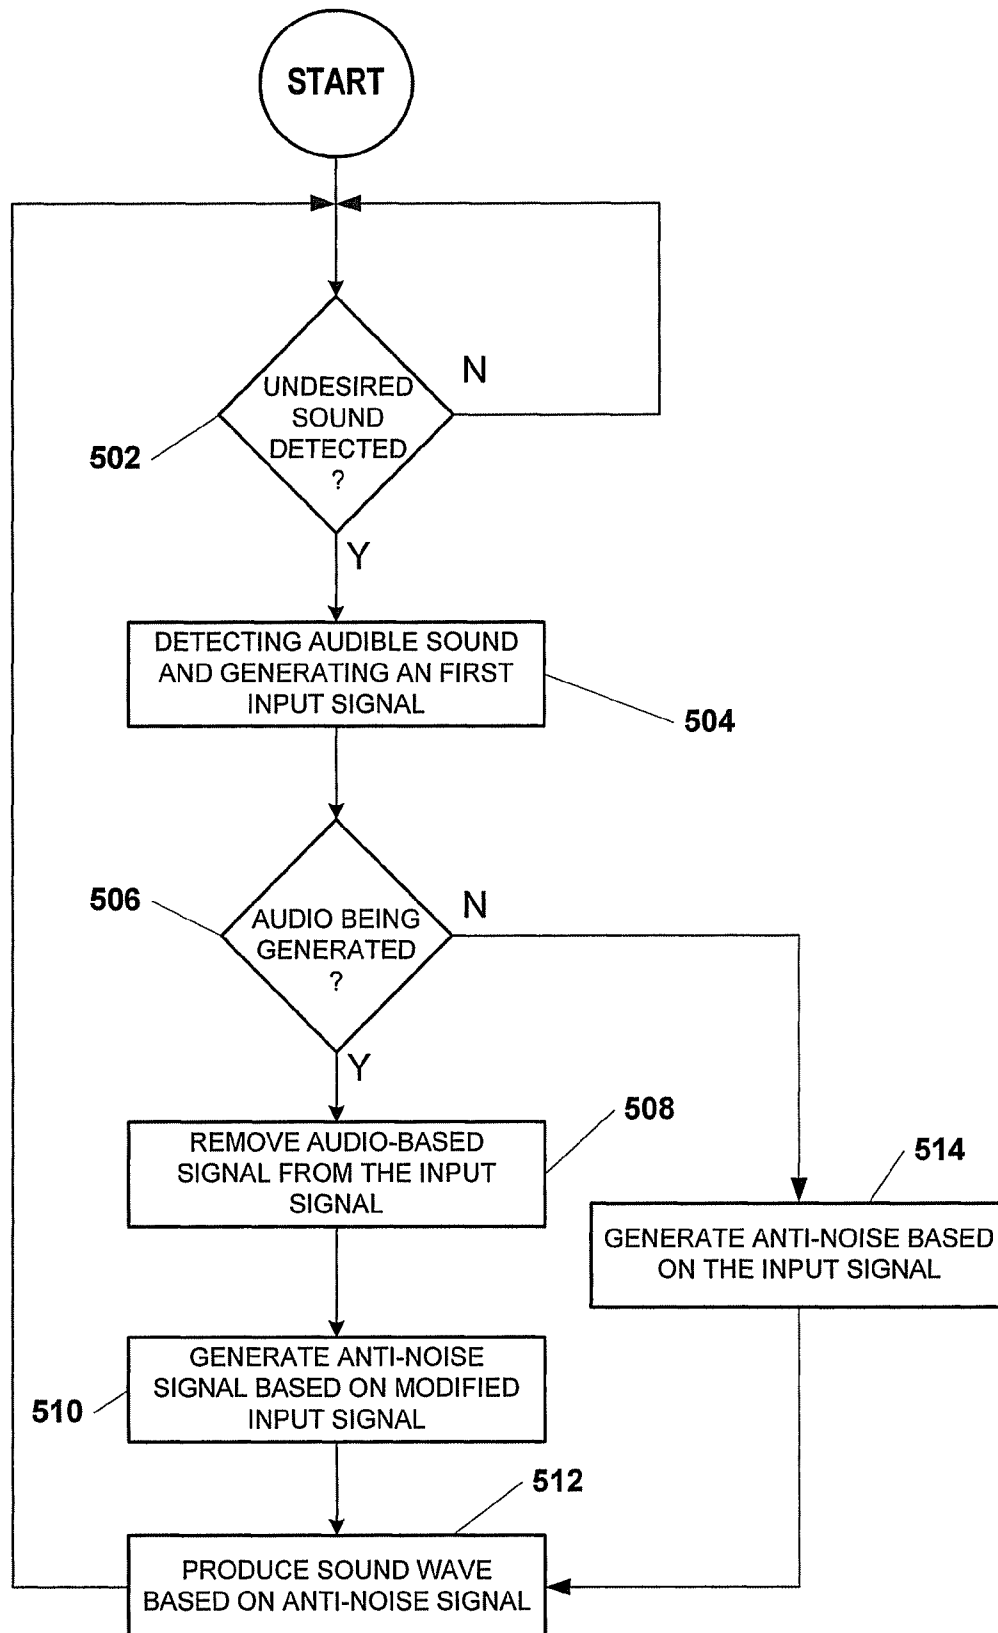 START
UNDESIRED
SOUND
DETECTED
?
N
502
Y
DETECTING AUDIBLE SOUND
AND GENERATING AN FIRST
INPUT SIGNAL
504
506
AUDIO BEING
GENERATED
?
N
Y
508
REMOVE AUDIO-BASED
SIGNAL FROM THE INPUT
SIGNAL
514
GENERATE ANTI-NOISE BASED
ON THE INPUT SIGNAL
GENERATE ANTI-NOISE
SIGNAL BASED ON MODIFIED
INPUT SIGNAL
510
512
PRODUCE SOUND WAVE
BASED ON ANTI-NOISE SIGNAL